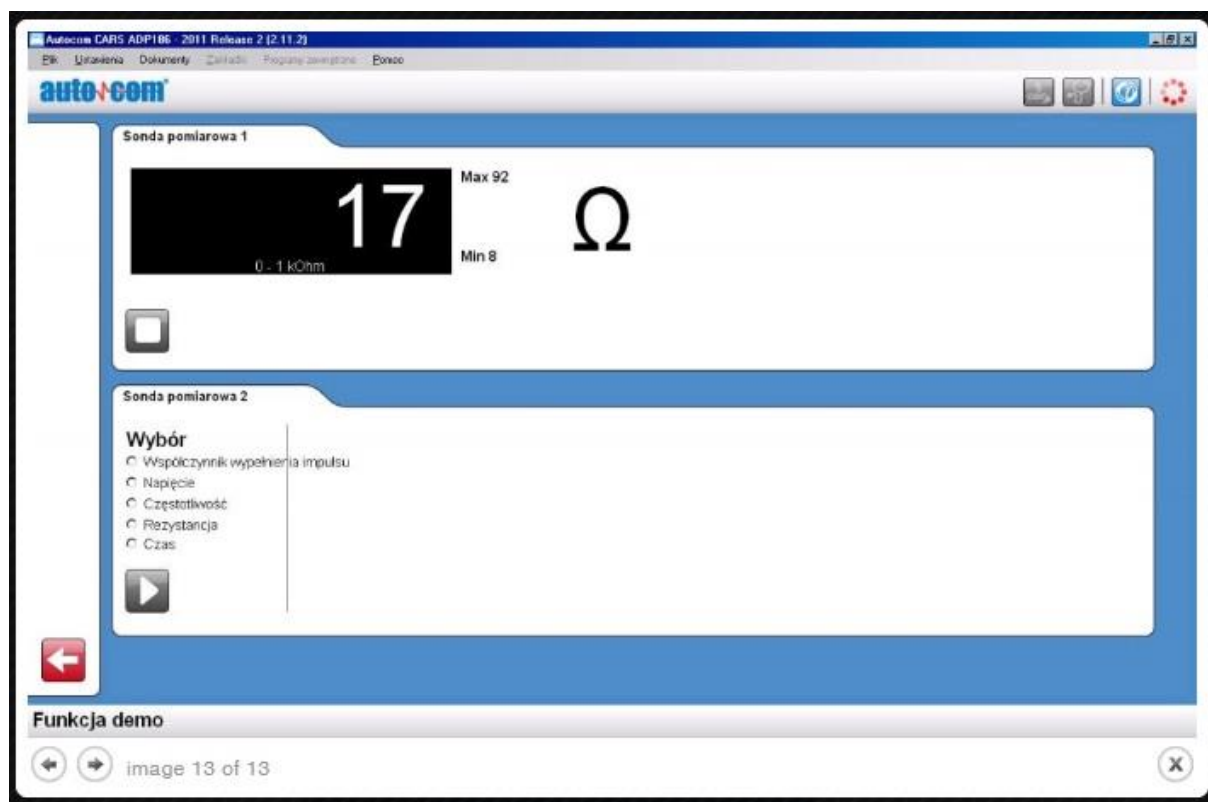 Autocom CARS ADP186 - 2011 Release 2 (2.11.2)
Plik Ustawienia Dokumenty Zakładki Pomoc
auto com
Sonda pomiarowa 1
17
0 - 1 kOhm
Max 92
Min 8
Ω
Sonda pomiarowa 2
Wybór
Współczynnik wypełnienia impulsu
Napięcie
Częstotliwość
Rezystancja
Czas
Funkcja demo
image 13 of 13